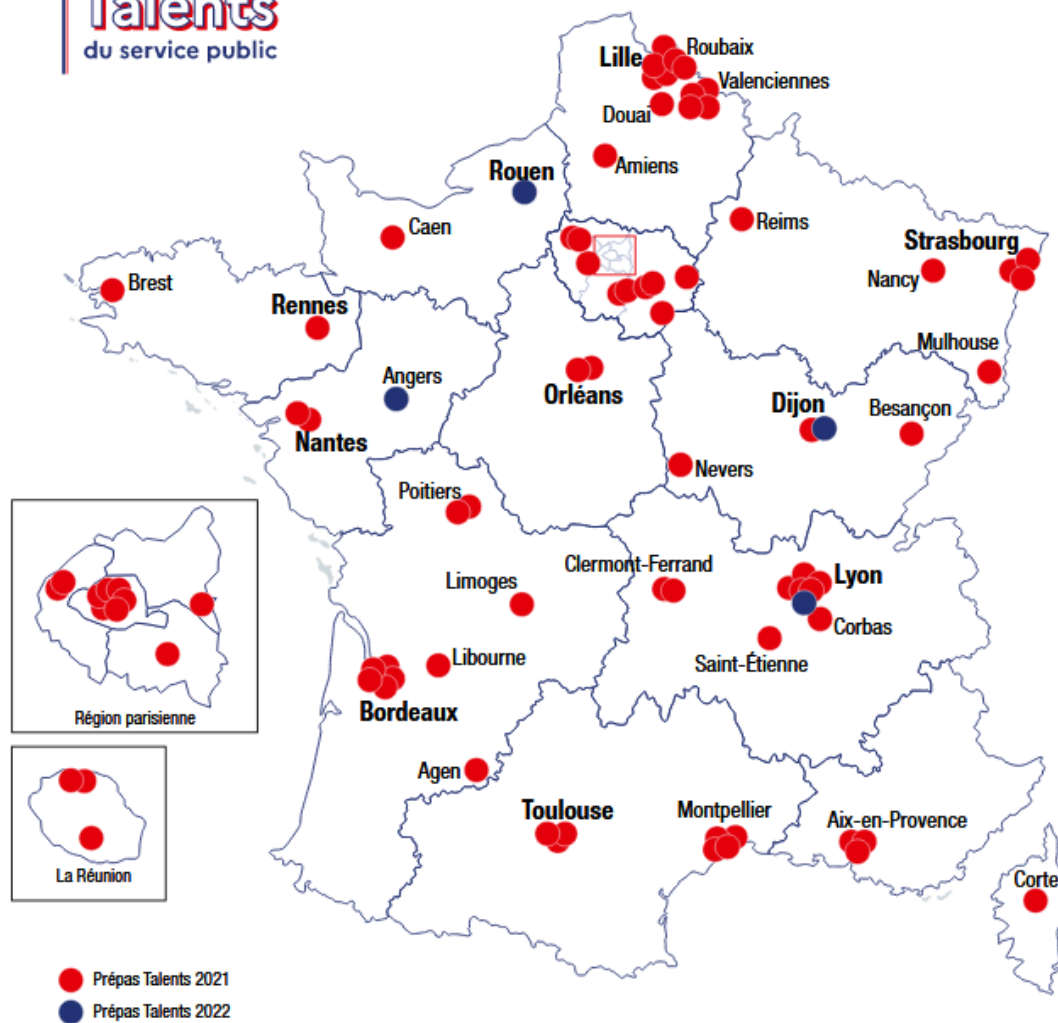 Talents
du service public
Lille
Roubaix
Valenciennes
Douai
Amiens
Rouen
Caen
Reims
Strasbourg
Nancy
Brest
Rennes
Mulhouse
Angers
Orléans
Dijon
Besançon
Nantes
Nevers
Poitiers
Clermont-Ferrand
Lyon
Limoges
Corbas
Saint-Étienne
Libourne
Région parisienne
Bordeaux
Agen
Toulouse
Montpellier
Aix-en-Provence
La Réunion
Corte
Prépas Talents 2021
Prépas Talents 2022